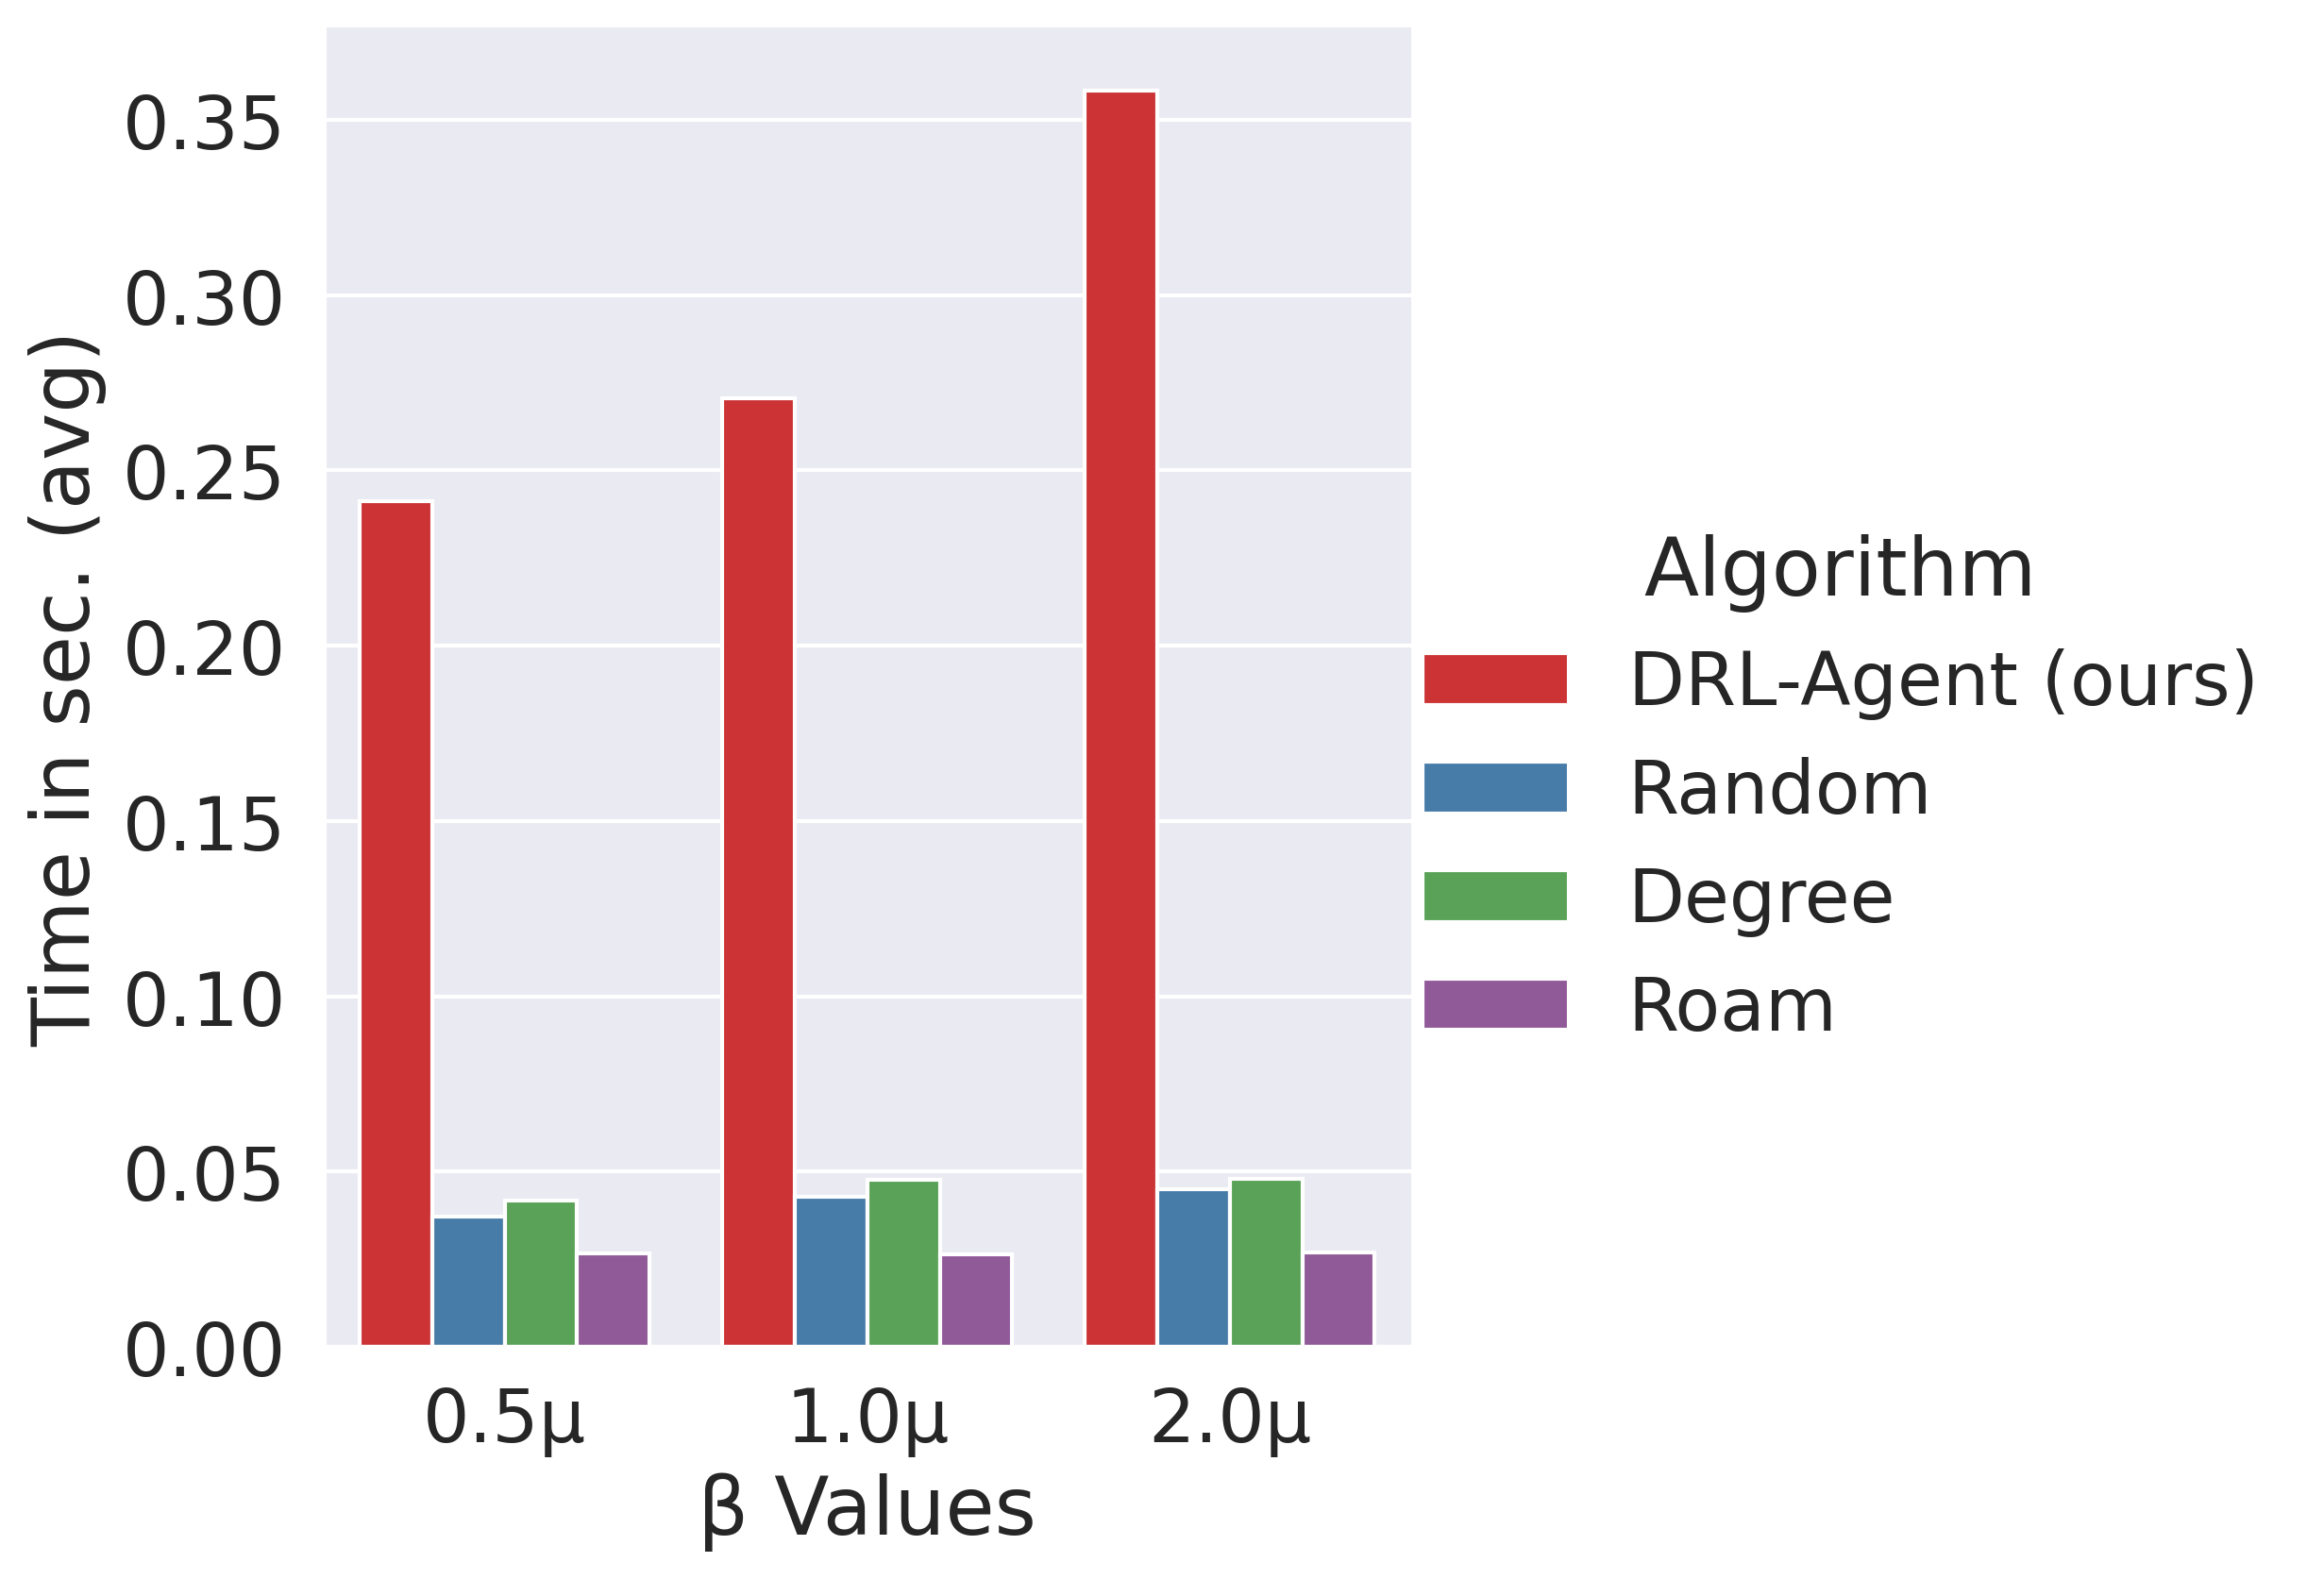 Time in sec. (avg)
0.35
0.30
0.25
0.20
0.15
0.10
0.05
0.00
0.5μ 1.0μ 2.0μ
β Values
Algorithm
DRL-Agent (ours)
Random
Degree
Roam